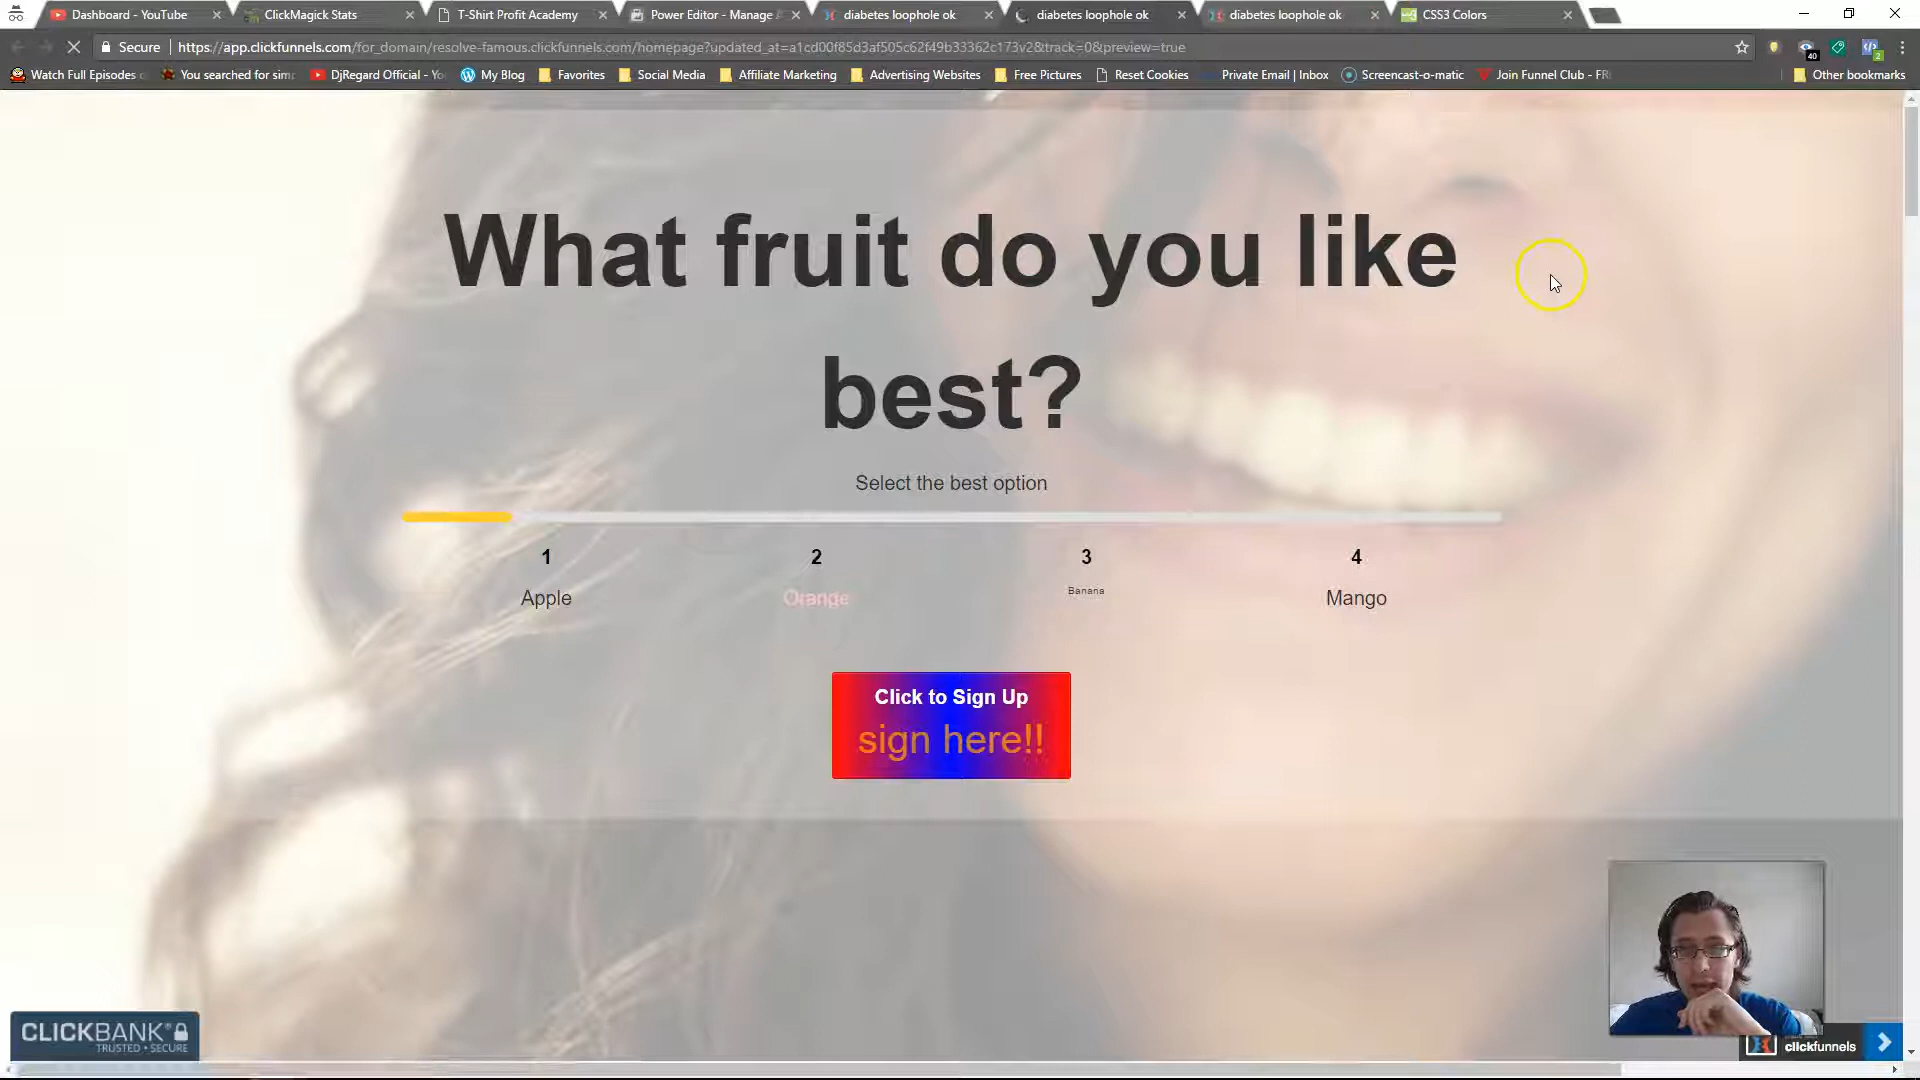 Dashboard - YouTube
ClickMagick Stats
T-Shirt Profit Academy
Power Editor - Manage A
diabetes loophole ok
diabetes loophole ok
diabetes loophole ok
CSS3 Colors
Secure
https://app.clickfunnels.com/for_domain/resolve-famous.clickfunnels.com/homepage?updated_at=a1cd00f85d3af505c62f49b33362c173v2&track=0&preview=true
40
2
Watch Full Episodes o
You searched for simp
DjRegard Official - Yo
My Blog
Favorites
Social Media
Affiliate Marketing
Advertising Websites
Free Pictures
Reset Cookies
Private Email | Inbox
Screencast-o-matic
Join Funnel Club - FR
Other bookmarks
What fruit do you like
best?
Select the best option
1
2
3
4
Apple
Orange
Banana
Mango
Click to Sign Up
sign here!!
CLICKBANK
TRUSTED • SECURE
clickfunnels